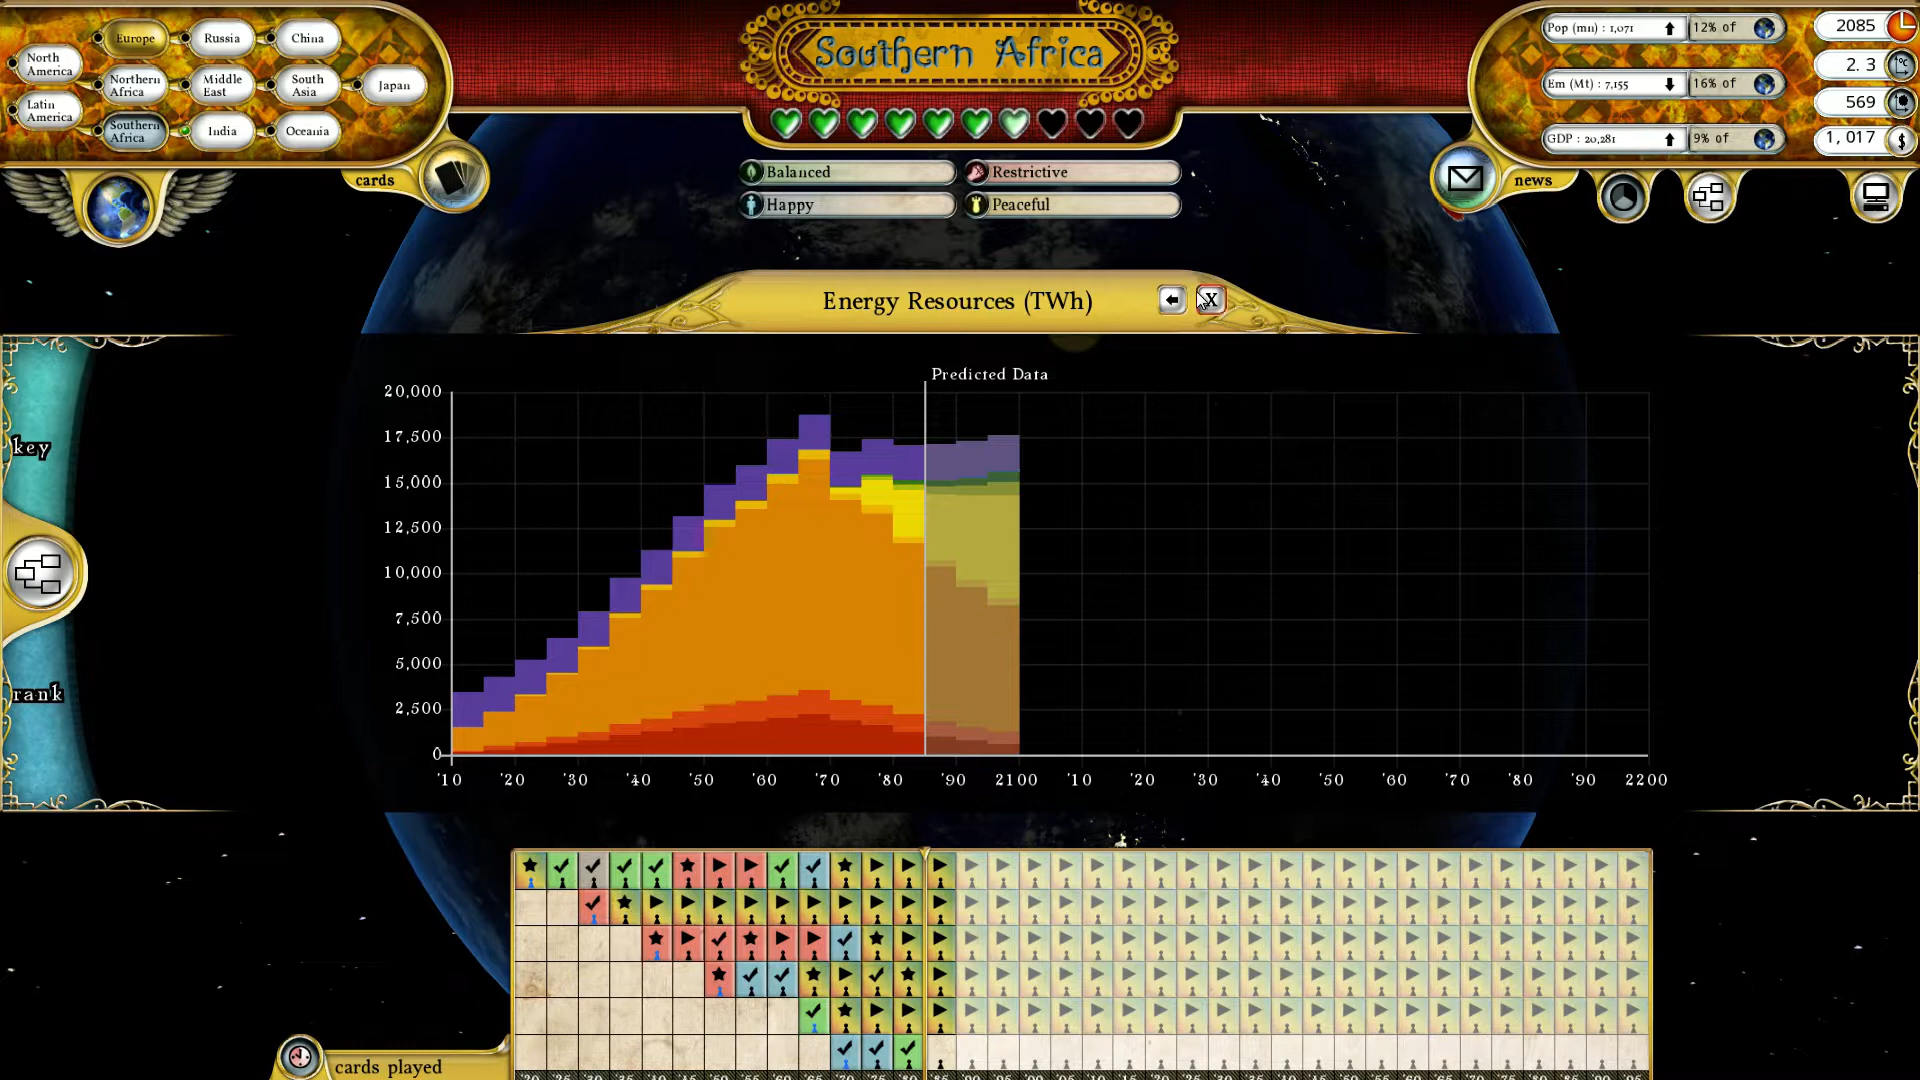 Southern Africa
North America
Latin America
Europe
Northern Africa
Southern Africa
Russia
Middle East
India
China
South Asia
Oceania
Japan
cards
Pop (mn) : 1,071
12% of
Em (Mt) : 7,155
16% of
GDP : 20,281
9% of
2085
2. 3
569
1, 017
news
Balanced
Restrictive
Happy
Peaceful
Energy Resources (TWh)
X
key
rank
Predicted Data
20,000
17,500
15,000
12,500
10,000
7,500
5,000
2,500
0
'10 '20 '30 '40 '50 '60 '70 '80 '90 2100 '10 '20 '30 '40 '50 '60 '70 '80 '90 2200
cards played